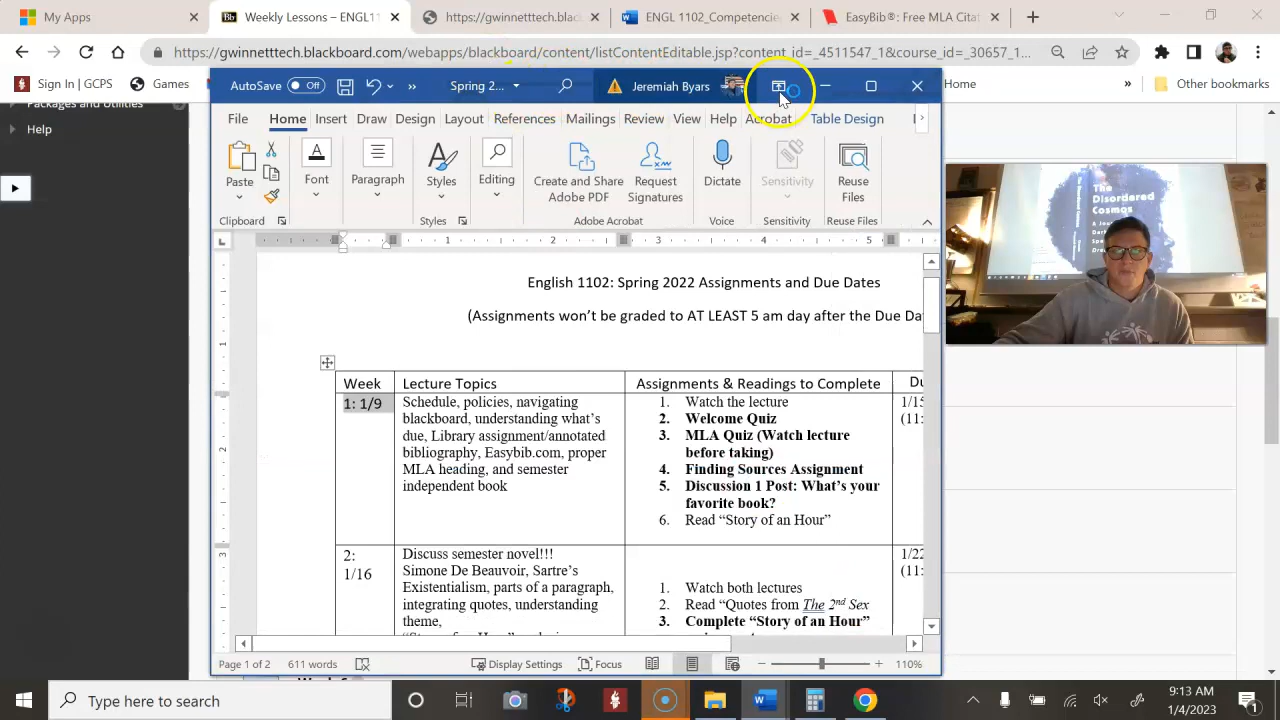 My Apps
Weekly Lessons – ENGL11
https://gwinnetttech.black
ENGL 1102_Competencie
EasyBib®: Free MLA Citat
https://gwinnetttech.blackboard.com/webapps/blackboard/content/listContentEditable.jsp?content_id=_4511547_1&course_id=_30657_1...
Sign In | GCPS
Games
Home
Other bookmarks
Packages and Utilities
Help
AutoSave Off
Spring 2...
Jeremiah Byars
File Home Insert Draw Design Layout References Mailings Review View Help Acrobat Table Design
Paste
Font
Paragraph
Styles
Editing
Create and Share
Adobe PDF
Request
Signatures
Dictate
Sensitivity
Reuse
Files
Clipboard
Styles
Adobe Acrobat
Voice
Sensitivity
Reuse Files
1 2 3 4 5
English 1102: Spring 2022 Assignments and Due Dates
(Assignments won’t be graded to AT LEAST 5 am day after the Due Da
Week
Lecture Topics
Assignments & Readings to Complete
Du
1: 1/9
Schedule, policies, navigating
blackboard, understanding what’s
due, Library assignment/annotated
bibliography, Easybib.com, proper
MLA heading, and semester
independent book
1. Watch the lecture
2. Welcome Quiz
3. MLA Quiz (Watch lecture
before taking)
4. Finding Sources Assignment
5. Discussion 1 Post: What’s your
favorite book?
6. Read “Story of an Hour”
1/15
(11:
2:
1/16
Discuss semester novel!!!
Simone De Beauvoir, Sartre’s
Existentialism, parts of a paragraph,
integrating quotes, understanding
theme,
1. Watch both lectures
2. Read “Quotes from The 2nd Sex
3. Complete “Story of an Hour”
1/22
(11:
The
Disordered
Cosmos
Page 1 of 2
611 words
Display Settings
Focus
110%
Type here to search
9:13 AM
1/4/2023